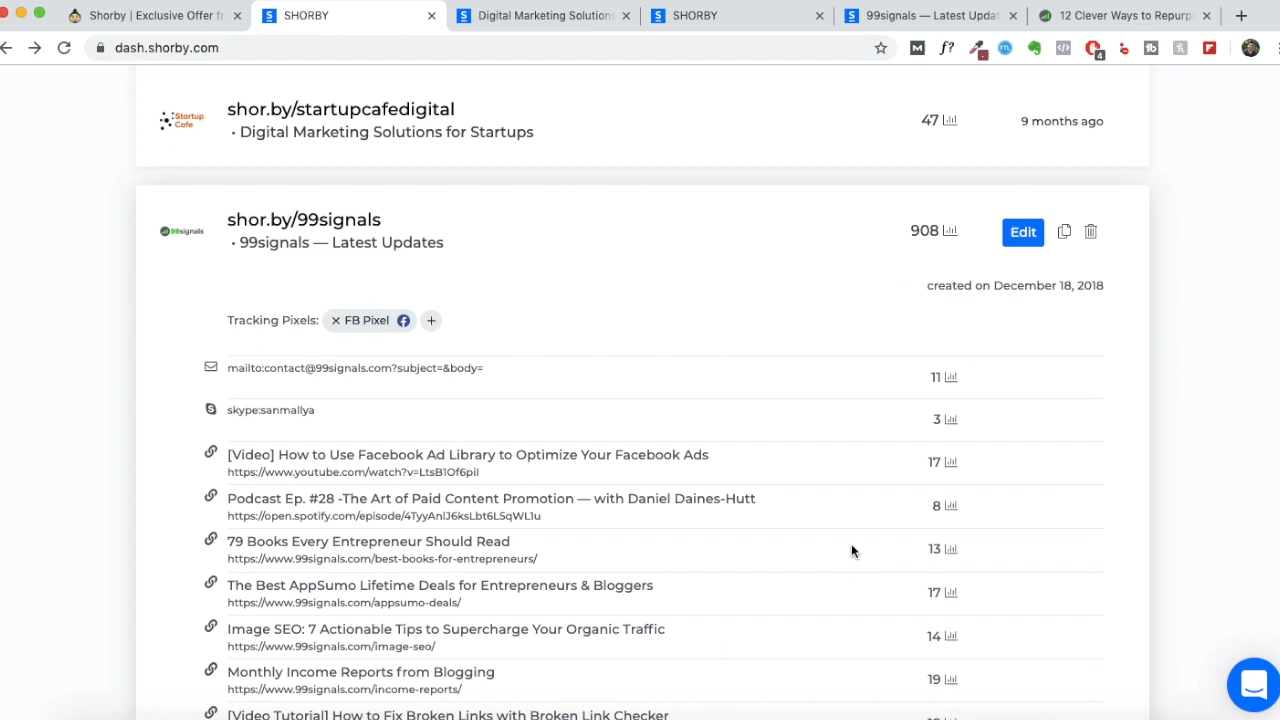 Shorby | Exclusive Offer fr
SHORBY
Digital Marketing Solutions
SHORBY
99signals — Latest Updat
12 Clever Ways to Repurp
dash.shorby.com
4
Startup
Cafe
shor.by/startupcafedigital
• Digital Marketing Solutions for Startups
47
9 months ago
99signals
shor.by/99signals
• 99signals — Latest Updates
908
Edit
created on December 18, 2018
Tracking Pixels:
FB Pixel
mailto:contact@99signals.com?subject=&body=
11
skype:sanmallya
3
[Video] How to Use Facebook Ad Library to Optimize Your Facebook Ads
https://www.youtube.com/watch?v=LtsB1Of6piI
17
Podcast Ep. #28 -The Art of Paid Content Promotion — with Daniel Daines-Hutt
https://open.spotify.com/episode/4TyyAnlJ6ksLbt6L5qWL1u
8
79 Books Every Entrepreneur Should Read
https://www.99signals.com/best-books-for-entrepreneurs/
13
The Best AppSumo Lifetime Deals for Entrepreneurs & Bloggers
https://www.99signals.com/appsumo-deals/
17
Image SEO: 7 Actionable Tips to Supercharge Your Organic Traffic
https://www.99signals.com/image-seo/
14
Monthly Income Reports from Blogging
https://www.99signals.com/income-reports/
19
[Video Tutorial] How to Fix Broken Links with Broken Link Checker